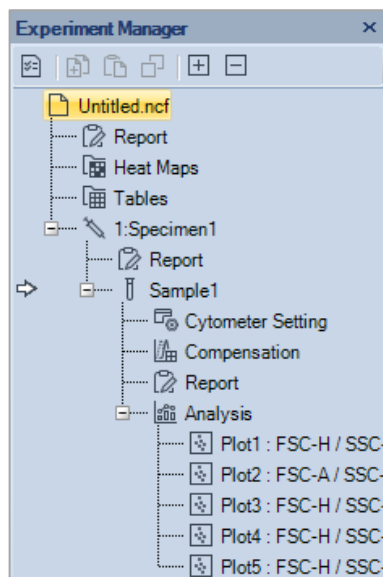 Experiment Manager
Untitled.ncf
Report
Heat Maps
Tables
1:Specimen1
Report
Sample1
Cytometer Setting
Compensation
Report
Analysis
Plot1 : FSC-H / SSC-
Plot2 : FSC-A / SSC-
Plot3 : FSC-H / SSC-
Plot4 : FSC-H / SSC-
Plot5 : FSC-H / SSC-